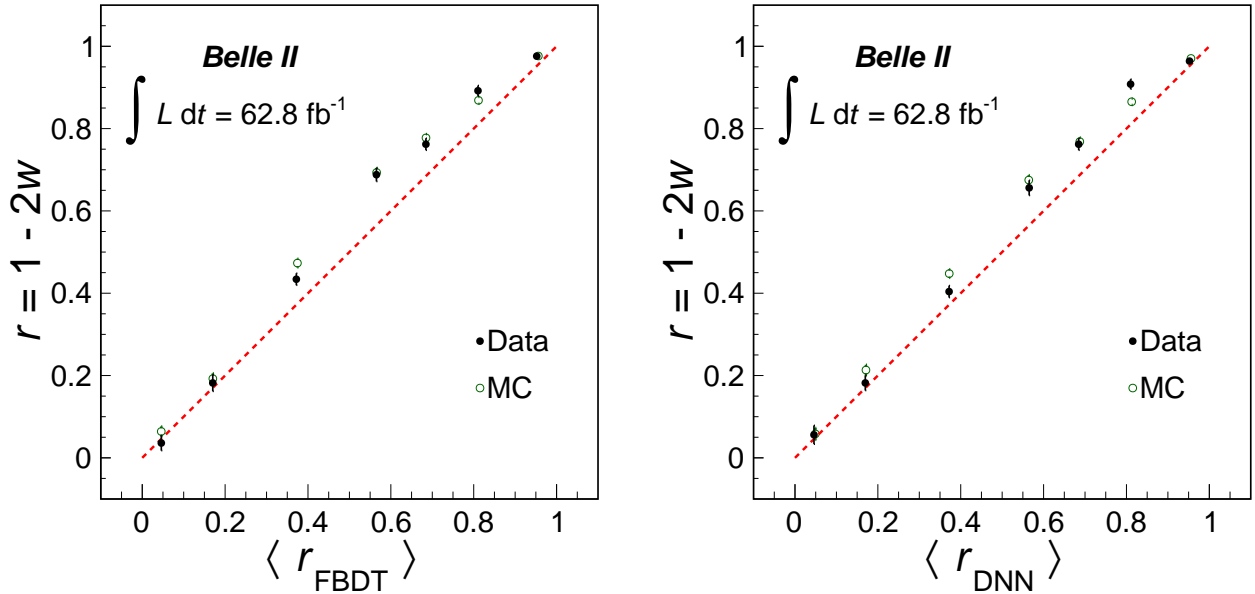 Belle II
∫ L dt = 62.8 fb⁻¹
r = 1 - 2w
1
0.8
0.6
0.4
0.2
0
Data
MC
0 0.2 0.4 0.6 0.8 1
⟨ r_FBDT ⟩
Belle II
∫ L dt = 62.8 fb⁻¹
r = 1 - 2w
1
0.8
0.6
0.4
0.2
0
Data
MC
0 0.2 0.4 0.6 0.8 1
⟨ r_DNN ⟩